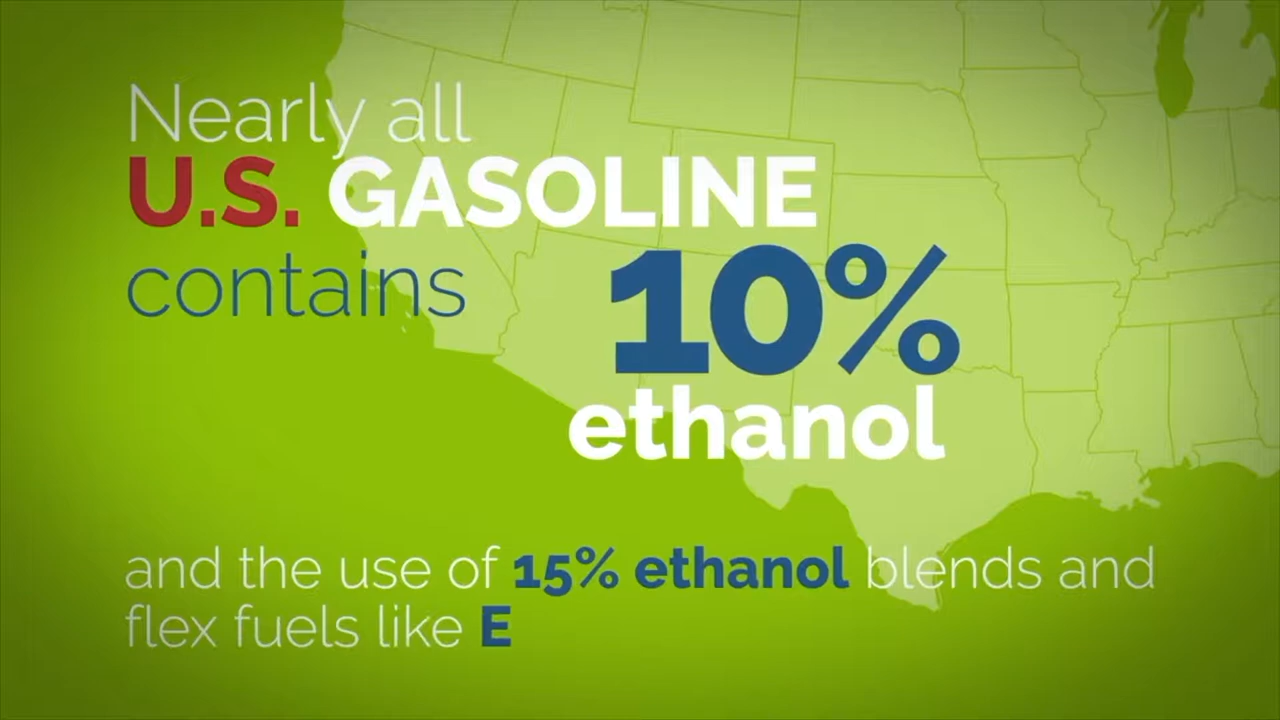 Nearly all
U.S. GASOLINE
contains
10%
ethanol
and the use of 15% ethanol blends and
flex fuels like E